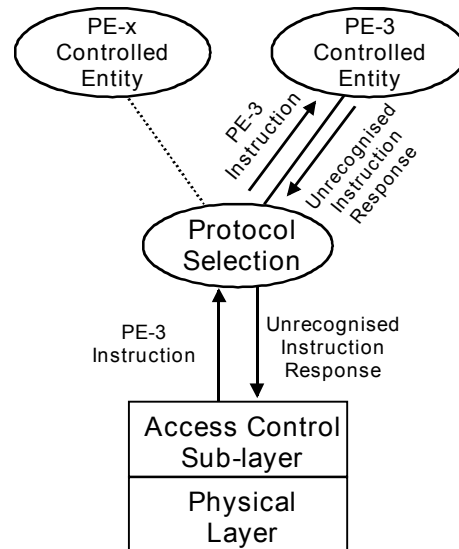 PE-x
Controlled
Entity
PE-3
Controlled
Entity
PE-3
Instruction
Unrecognised
Instruction
Response
Protocol
Selection
PE-3
Instruction
Unrecognised
Instruction
Response
Access Control
Sub-layer
Physical
Layer